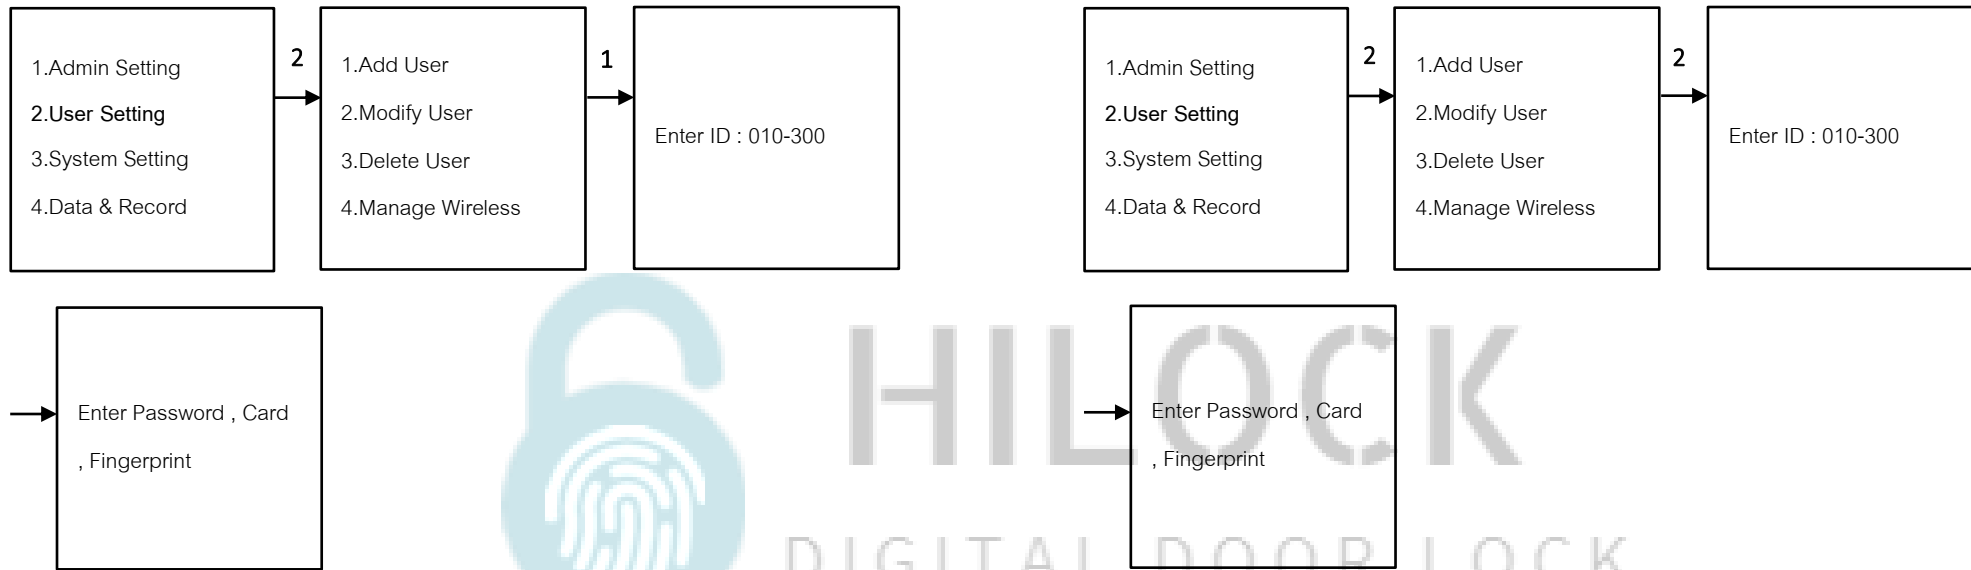 2
1
1.Admin Setting
2.User Setting
3.System Setting
4.Data & Record
1.Add User
2.Modify User
3.Delete User
4.Manage Wireless
Enter ID : 010-300
Enter Password , Card
, Fingerprint
2
2
1.Admin Setting
2.User Setting
3.System Setting
4.Data & Record
1.Add User
2.Modify User
3.Delete User
4.Manage Wireless
Enter ID : 010-300
Enter Password , Card
, Fingerprint
HILOCK
DIGITAL DOOR LOCK